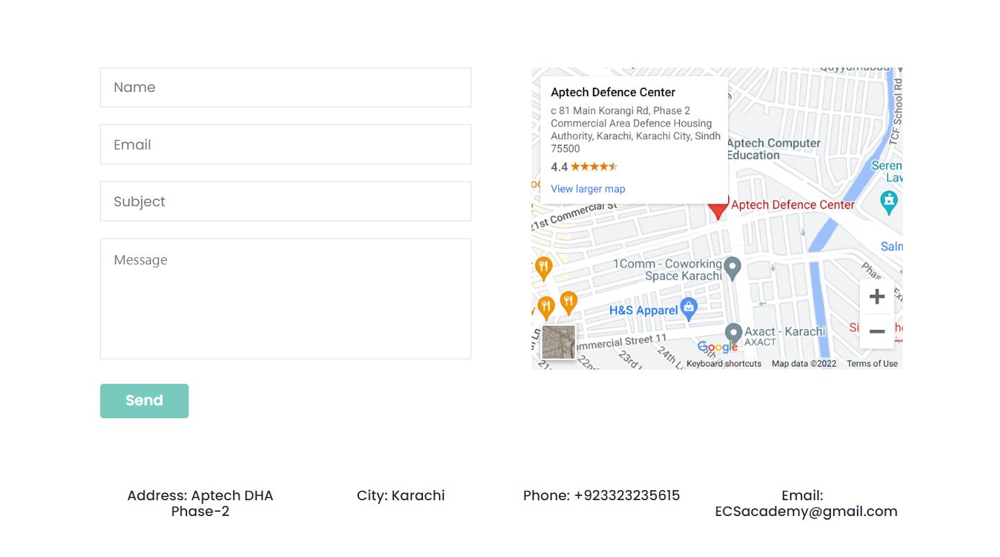 Name
Email
Subject
Message
Send
Aptech Defence Center
c 81 Main Korangi Rd, Phase 2
Commercial Area Defence Housing
Authority, Karachi, Karachi City, Sindh
75500
4.4
View larger map
TCF School Rd
Aptech Computer
Education
Seren
Law
21st Commercial St
Aptech Defence Center
Saln
1Comm - Coworking
Space Karachi
Phas
Ex
H&S Apparel
Si
Axact - Karachi
AXACT
Ln
ommercial Street 11
Google
21s
22nd
23rd L
24th L
Keyboard shortcuts
Map data ©2022
Terms of Use
Address: Aptech DHA
Phase-2
City: Karachi
Phone: +923323235615
Email:
ECSacademy@gmail.com